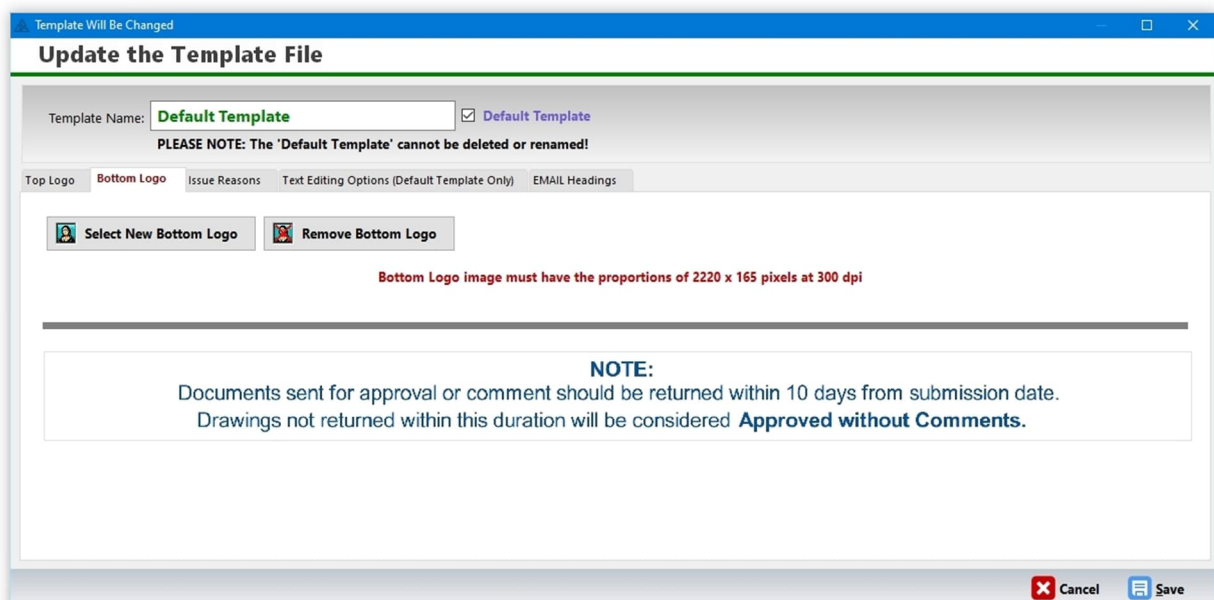 Template Will Be Changed
Update the Template File
Template Name: Default Template Default Template
PLEASE NOTE: The 'Default Template' cannot be deleted or renamed!
Top Logo Bottom Logo Issue Reasons Text Editing Options (Default Template Only) EMAIL Headings
Select New Bottom Logo Remove Bottom Logo
Bottom Logo image must have the proportions of 2220 x 165 pixels at 300 dpi
NOTE:
Documents sent for approval or comment should be returned within 10 days from submission date.
Drawings not returned within this duration will be considered Approved without Comments.
Cancel Save